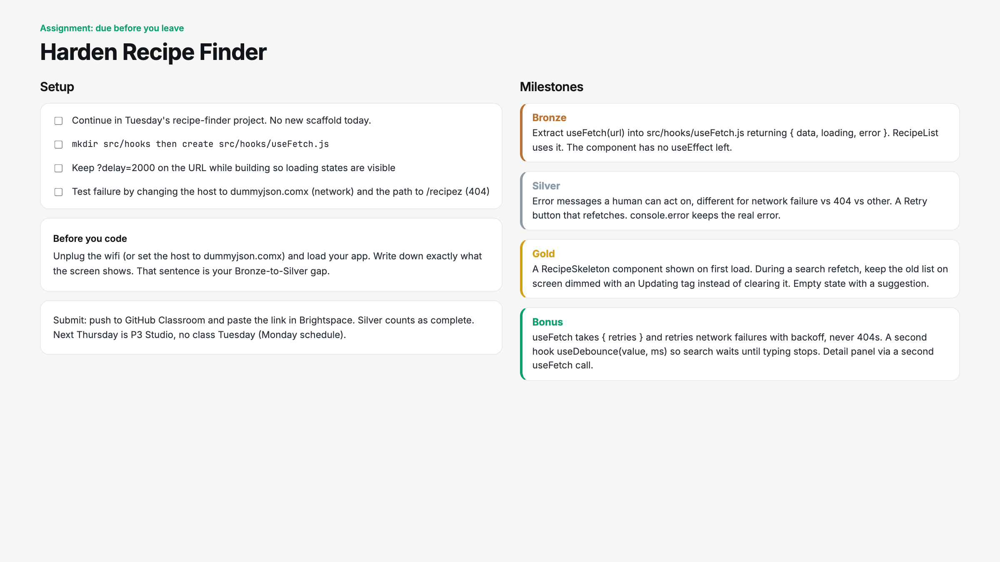 Assignment: due before you leave
Harden Recipe Finder
Setup
Continue in Tuesday's recipe-finder project. No new scaffold today.
mkdir src/hooks then create src/hooks/useFetch.js
Keep ?delay=2000 on the URL while building so loading states are visible
Test failure by changing the host to dummyjson.comx (network) and the path to /recipez (404)
Before you code
Unplug the wifi (or set the host to dummyjson.comx) and load your app. Write down exactly what
the screen shows. That sentence is your Bronze-to-Silver gap.
Submit: push to GitHub Classroom and paste the link in Brightspace. Silver counts as complete.
Next Thursday is P3 Studio, no class Tuesday (Monday schedule).
Milestones
Bronze
Extract useFetch(url) into src/hooks/useFetch.js returning { data, loading, error }. RecipeList
uses it. The component has no useEffect left.
Silver
Error messages a human can act on, different for network failure vs 404 vs other. A Retry
button that refetches. console.error keeps the real error.
Gold
A RecipeSkeleton component shown on first load. During a search refetch, keep the old list on
screen dimmed with an Updating tag instead of clearing it. Empty state with a suggestion.
Bonus
useFetch takes { retries } and retries network failures with backoff, never 404s. A second
hook useDebounce(value, ms) so search waits until typing stops. Detail panel via a second
useFetch call.